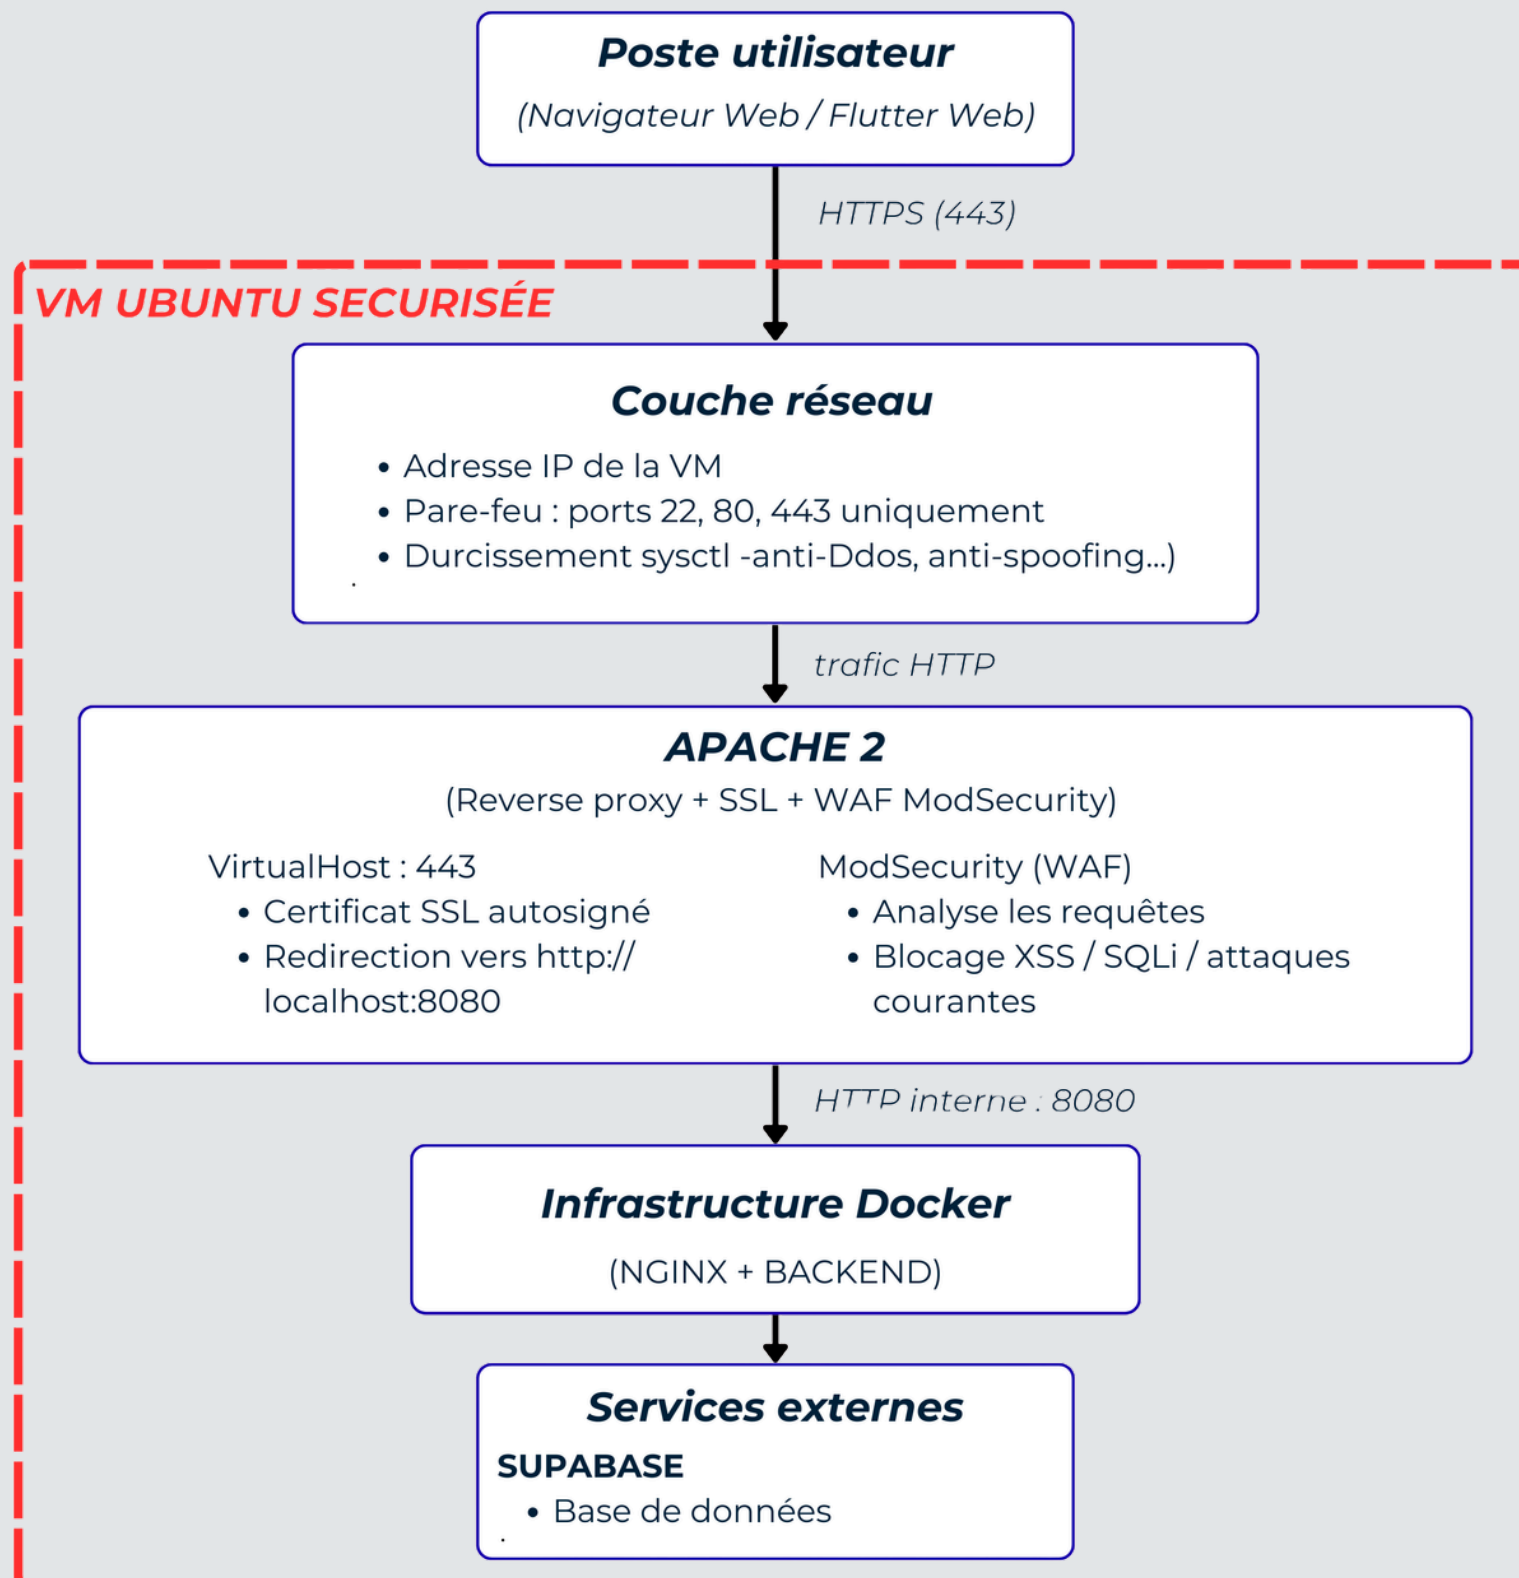 Poste utilisateur
(Navigateur Web / Flutter Web)
HTTPS (443)
VM UBUNTU SECURISÉE
Couche réseau
• Adresse IP de la VM
• Pare-feu : ports 22, 80, 443 uniquement
• Durcissement sysctl -anti-Ddos, anti-spoofing...)
.
trafic HTTP
APACHE 2
(Reverse proxy + SSL + WAF ModSecurity)
VirtualHost : 443
• Certificat SSL autosigné
• Redirection vers http://
localhost:8080
ModSecurity (WAF)
• Analyse les requêtes
• Blocage XSS / SQLi / attaques
courantes
HTTP interne : 8080
Infrastructure Docker
(NGINX + BACKEND)
Services externes
SUPABASE
• Base de données
.